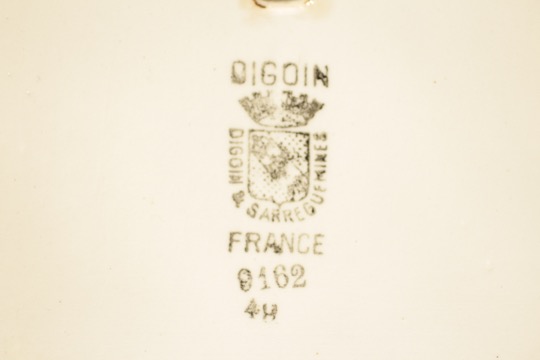 DIGOIN
DIGOIN & SARREGUEMINES
FRANCE
9162
4H